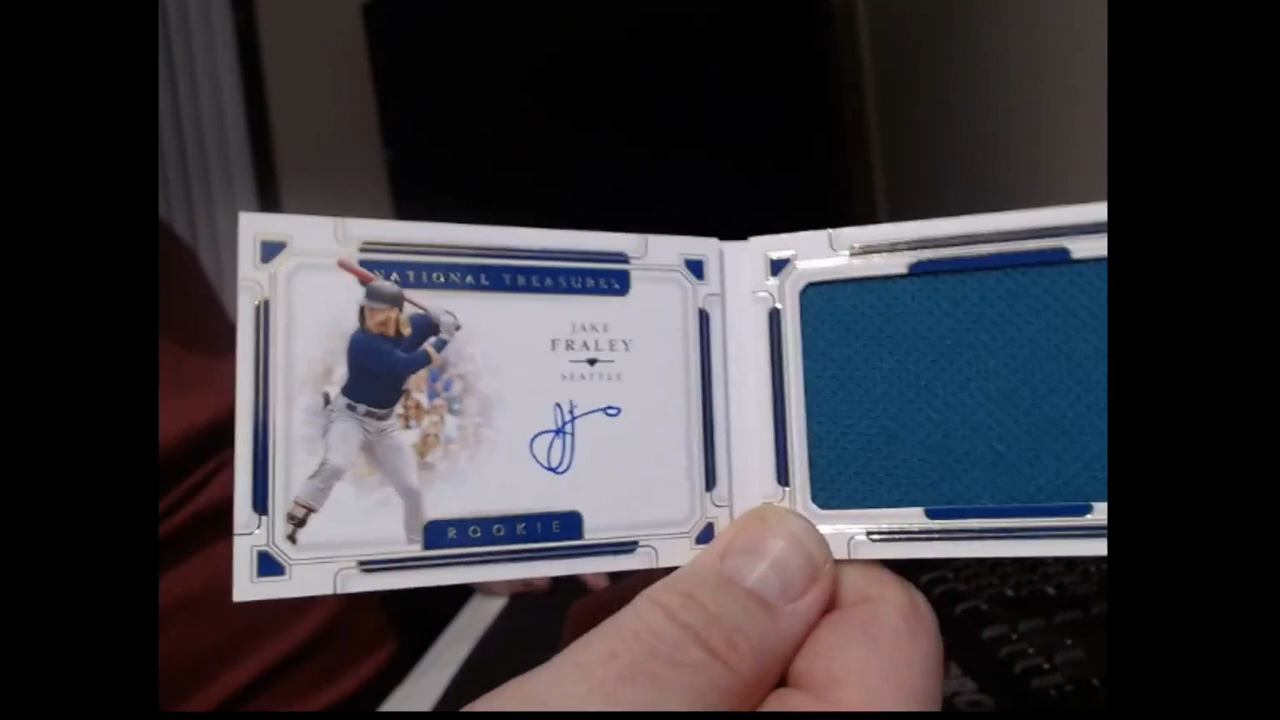 NATIONAL TREASURES
JAKE
FRALEY
SEATTLE
ROOKIE